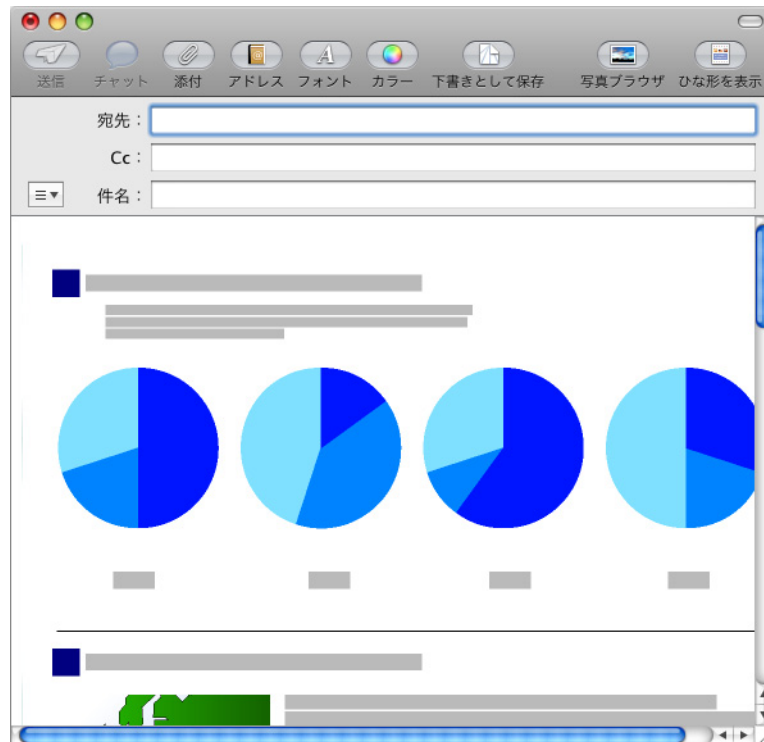 送信 チャット 添付 アドレス フォント カラー 下書きとして保存 写真ブラウザ ひな形を表示
宛先：
Cc：
件名：